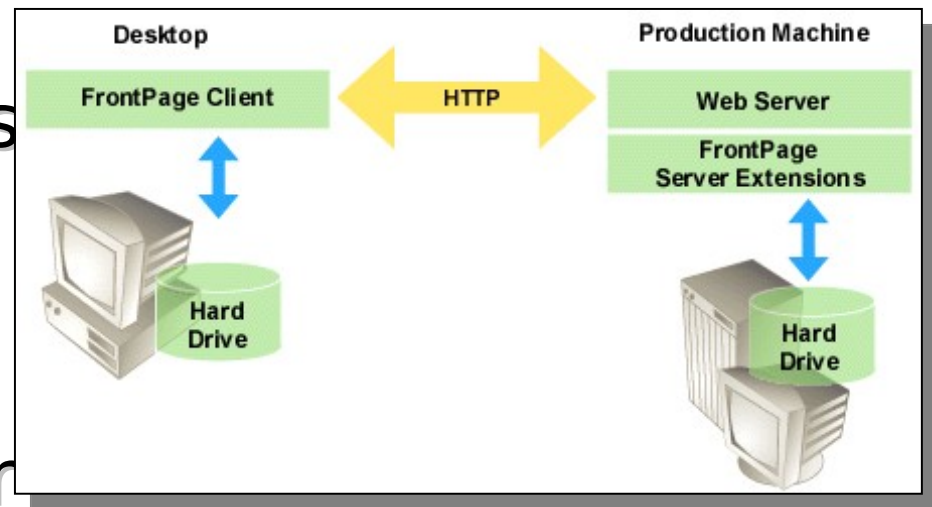 Desktop
Production Machine
FrontPage Client
HTTP
Web Server
FrontPage
Server Extensions
Hard
Drive
Hard
Drive